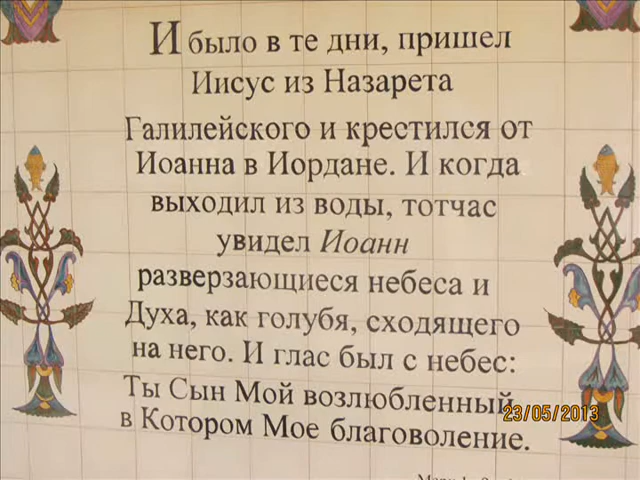 И было в те дни, пришел
Иисус из Назарета
Галилейского и крестился от
Иоанна в Иордане. И когда
выходил из воды, тотчас
увидел Иоанн
разверзающиеся небеса и
Духа, как голубя, сходящего
на него. И глас был с небес:
Ты Сын Мой возлюбленный
в Котором Мое благоволение.
23/05/2013